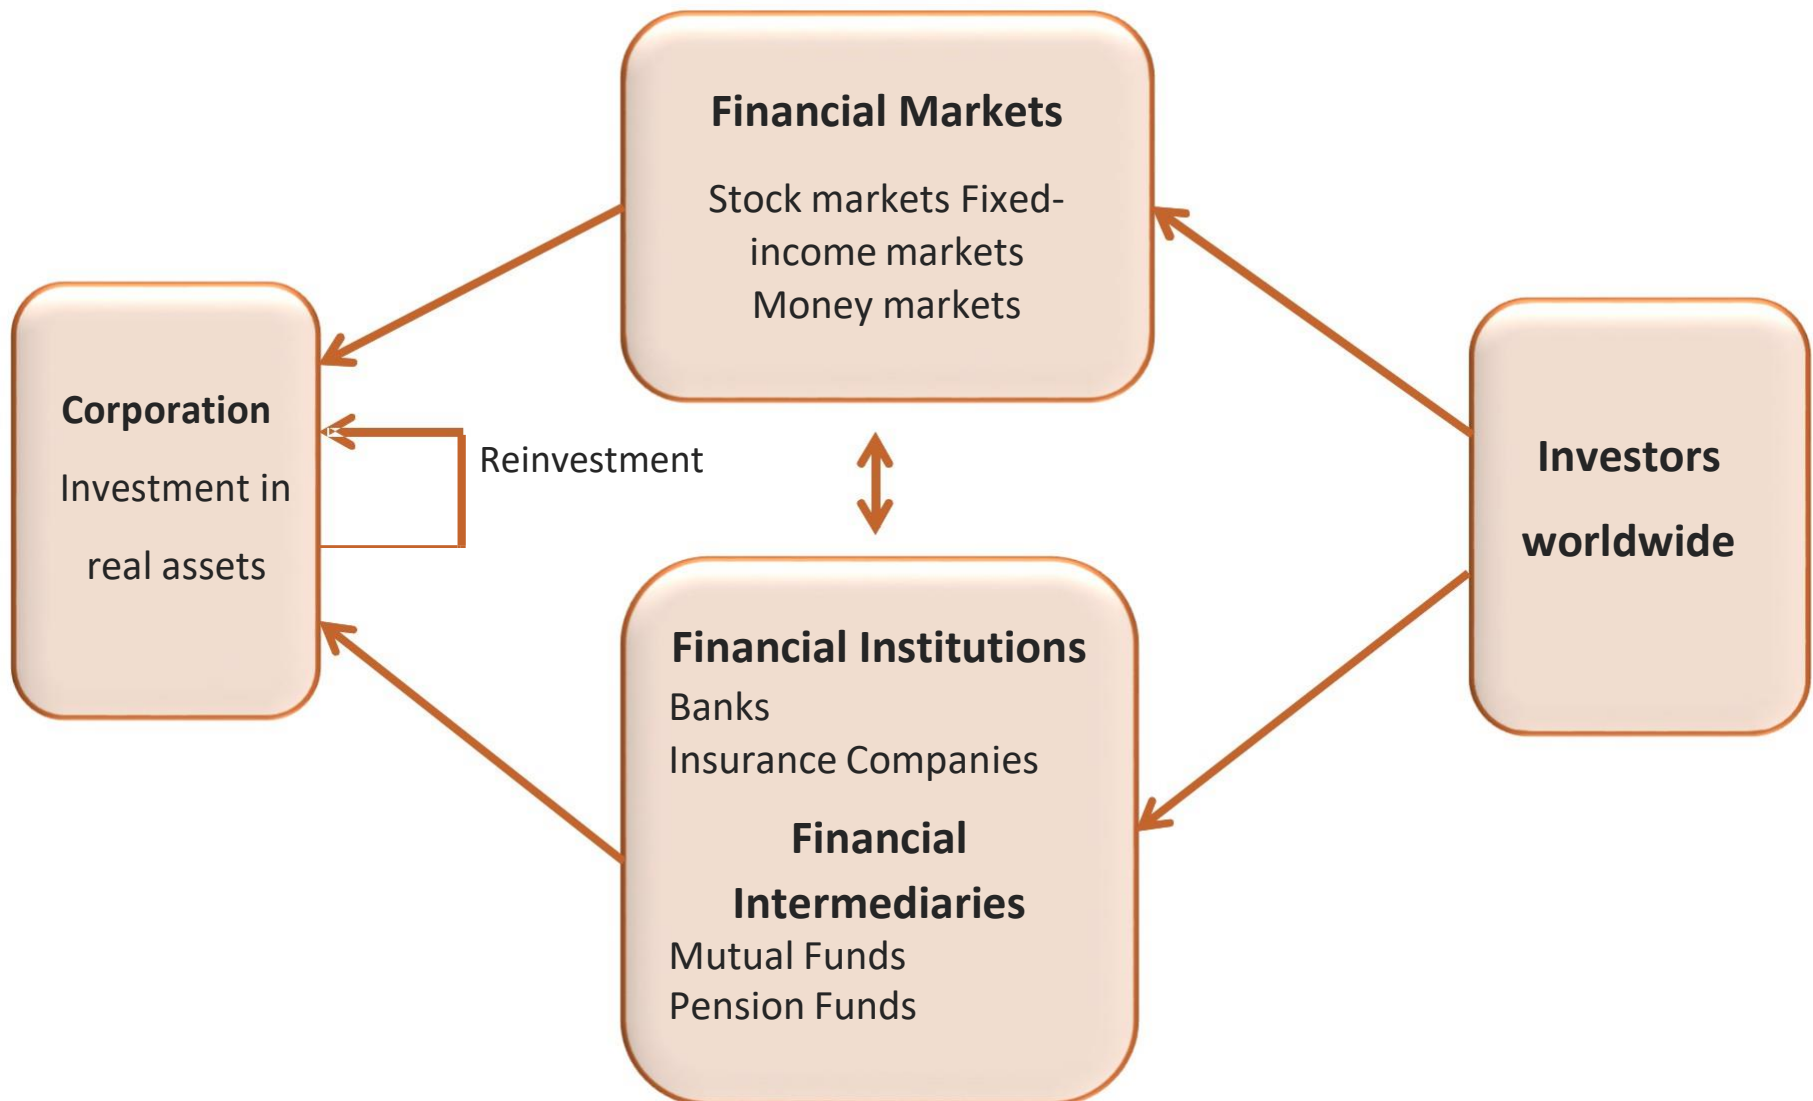 Financial Markets
Stock markets Fixed-
income markets
Money markets
Corporation
Investment in
real assets
Reinvestment
Investors
worldwide
Financial Institutions
Banks
Insurance Companies
Financial
Intermediaries
Mutual Funds
Pension Funds